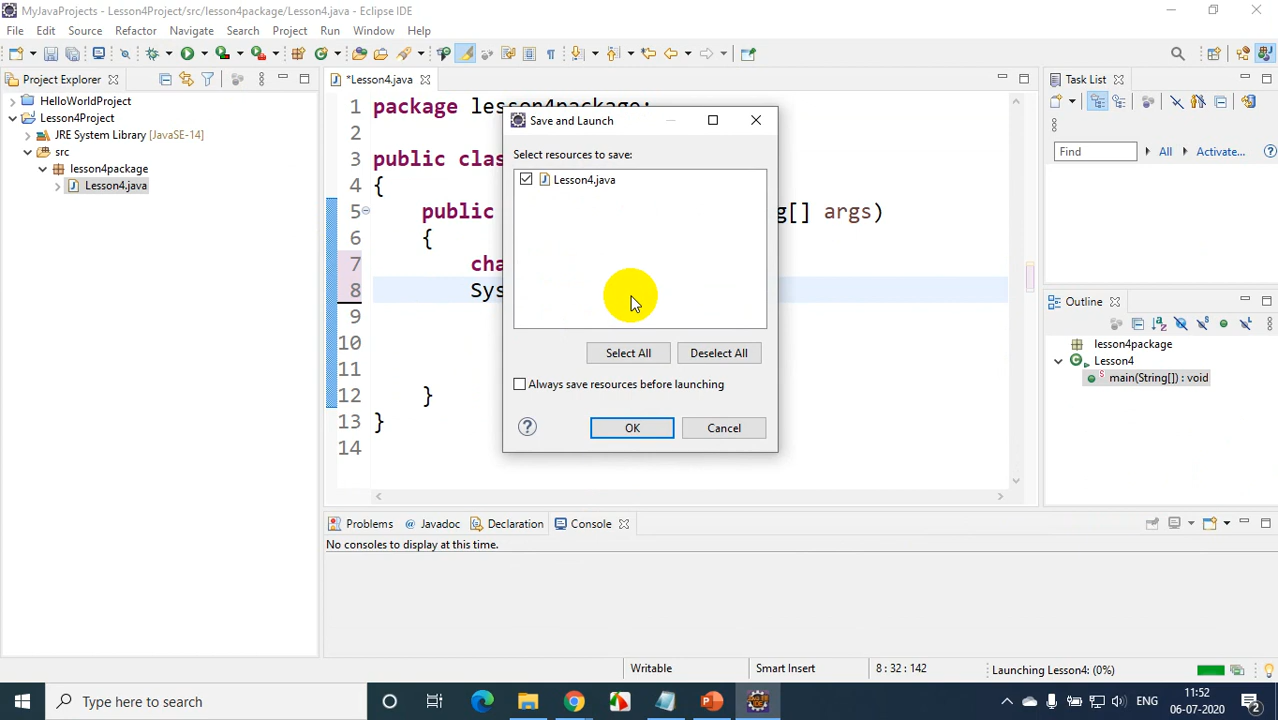 MyJavaProjects - Lesson4Project/src/lesson4package/Lesson4.java - Eclipse IDE
File Edit Source Refactor Navigate Search Project Run Window Help
Project Explorer
HelloWorldProject
Lesson4Project
JRE System Library [JavaSE-14]
src
lesson4package
Lesson4.java
*Lesson4.java
1 package lesson4package;
2
3 public clas
4 {
5 public g[] args)
6 {
7 cha
8 Sys
9
10
11
12 }
13 }
14
Save and Launch
Select resources to save:
Lesson4.java
Select All Deselect All
Always save resources before launching
OK Cancel
Task List
Find All Activate...
Outline
lesson4package
Lesson4
main(String[]) : void
Problems @ Javadoc Declaration Console
No consoles to display at this time.
Writable Smart Insert 8 : 32 : 142 Launching Lesson4: (0%)
Type here to search
ENG
11:52
06-07-2020
2